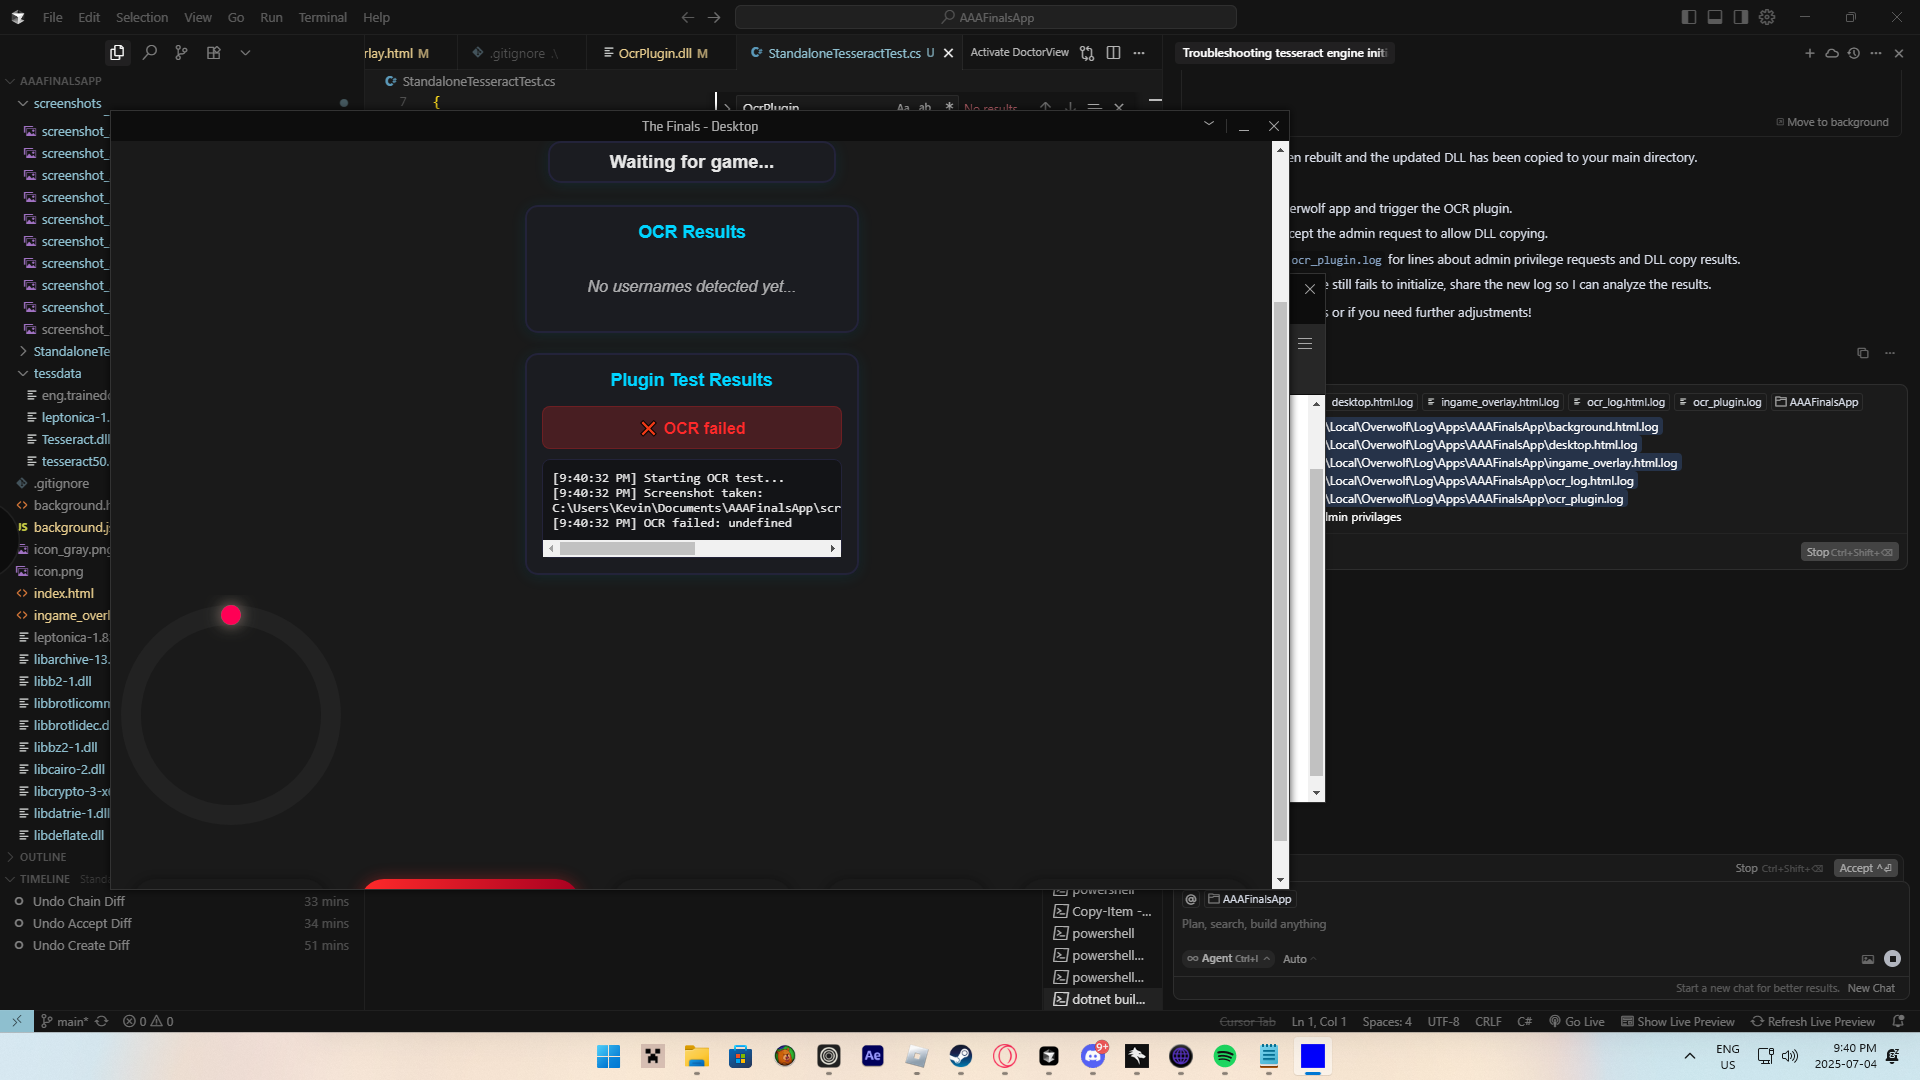 File Edit Selection View Go Run Terminal Help
AAAFinalsApp
rlay.html M
.gitignore
OcrPlugin.dll M
StandaloneTesseractTest.cs U
Activate DoctorView
Troubleshooting tesseract engine initi
AAAFINALSAPP
screenshots
StandaloneTesseractTest.cs
7 {
OcrPlugin
Aa ab * No results
Move to background
The Finals - Desktop
screenshot_
screenshot_
screenshot_
screenshot_
screenshot_
screenshot_
screenshot_
screenshot_
screenshot_
screenshot_
StandaloneTe
tessdata
eng.trainedd
leptonica-1.
Tesseract.dll
tesseract50.
.gitignore
background.h
JS background.js
icon_gray.png
icon.png
index.html
ingame_overl
leptonica-1.8
libarchive-13.
libb2-1.dll
libbrotlicomm
libbrotlidec.d
libbz2-1.dll
libcairo-2.dll
libcrypto-3-x
libdatrie-1.dll
libdeflate.dll
OUTLINE
TIMELINE Standa
Undo Chain Diff 33 mins
Undo Accept Diff 34 mins
Undo Create Diff 51 mins
Waiting for game...
OCR Results
No usernames detected yet...
Plugin Test Results
❌ OCR failed
[9:40:32 PM] Starting OCR test...
[9:40:32 PM] Screenshot taken:
C:\Users\Kevin\Documents\AAAFinalsApp\scr
[9:40:32 PM] OCR failed: undefined
en rebuilt and the updated DLL has been copied to your main directory.
erwolf app and trigger the OCR plugin.
cept the admin request to allow DLL copying.
ocr_plugin.log for lines about admin privilege requests and DLL copy results.
e still fails to initialize, share the new log so I can analyze the results.
s or if you need further adjustments!
desktop.html.log ingame_overlay.html.log ocr_log.html.log ocr_plugin.log AAAFinalsApp
\Local\Overwolf\Log\Apps\AAAFinalsApp\background.html.log
\Local\Overwolf\Log\Apps\AAAFinalsApp\desktop.html.log
\Local\Overwolf\Log\Apps\AAAFinalsApp\ingame_overlay.html.log
\Local\Overwolf\Log\Apps\AAAFinalsApp\ocr_log.html.log
\Local\Overwolf\Log\Apps\AAAFinalsApp\ocr_plugin.log
dmin privilages
Stop Ctrl+Shift+⌫
Stop Ctrl+Shift+⌫ Accept ^⏎
powershell
Copy-Item -...
powershell
powershell...
powershell...
dotnet buil...
@ AAAFinalsApp
Plan, search, build anything
Agent Ctrl+I Auto
Start a new chat for better results. New Chat
main* 0 0
Cursor Tab Ln 1, Col 1 Spaces: 4 UTF-8 CRLF C# Go Live Show Live Preview Refresh Live Preview
Ae
9+
ENG
US
9:40 PM
2025-07-04